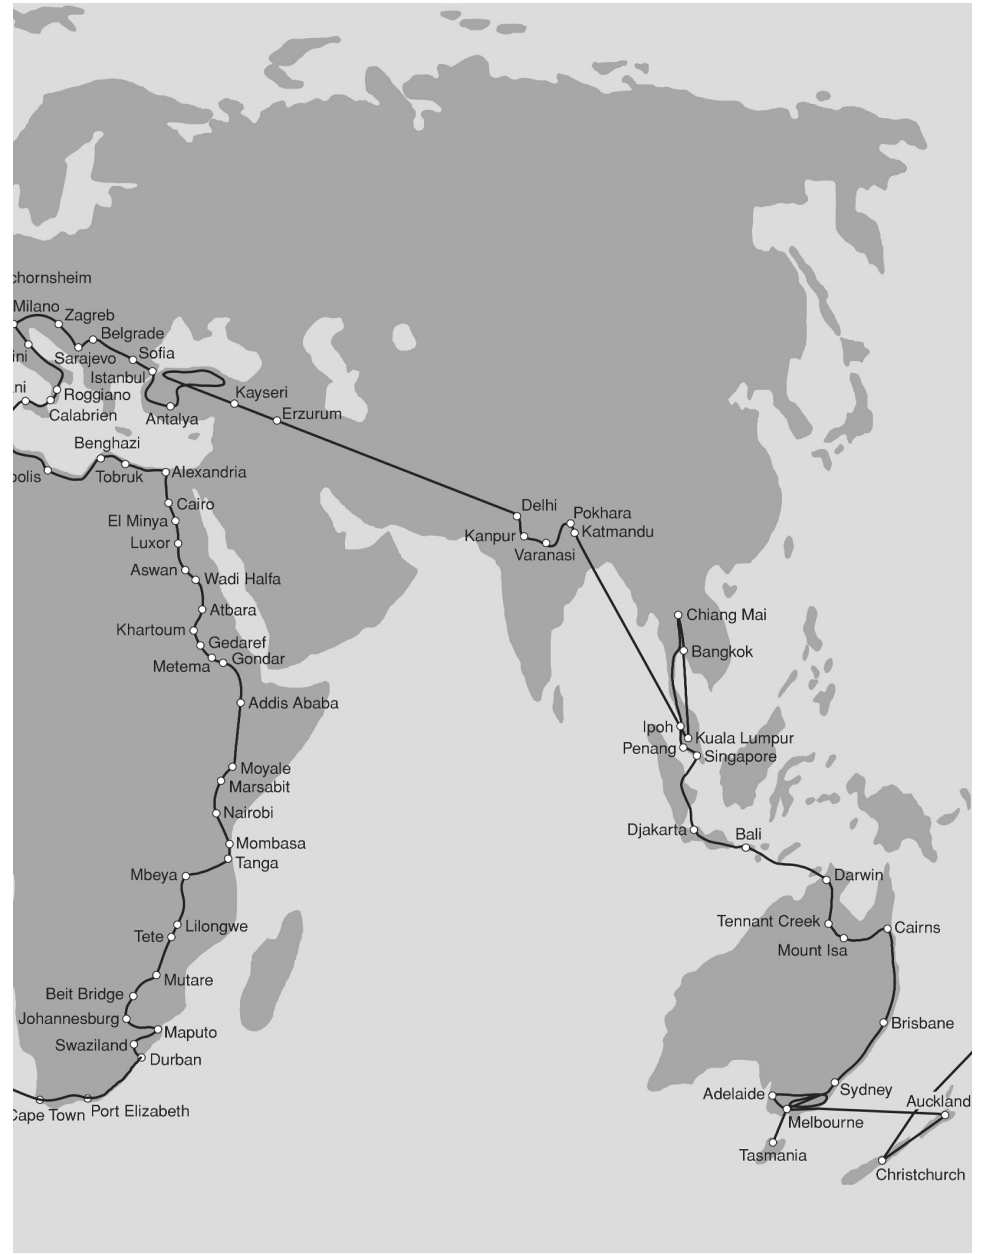 chornsheim
Milano
Zagreb
Belgrade
Sofia
ini
Sarajevo
Istanbul
ni
Roggiano
Calabrien
Antalya
Kayseri
Erzurum
Benghazi
Tobruk
polis
Alexandria
Cairo
El Minya
Luxor
Aswan
Wadi Halfa
Atbara
Khartoum
Gedaref
Gondar
Metema
Addis Ababa
Moyale
Marsabit
Nairobi
Mombasa
Tanga
Mbeya
Lilongwe
Tete
Mutare
Beit Bridge
Johannesburg
Maputo
Swaziland
Durban
Cape Town
Port Elizabeth
Delhi
Pokhara
Kanpur
Katmandu
Varanasi
Chiang Mai
Bangkok
Ipoh
Kuala Lumpur
Penang
Singapore
Djakarta
Bali
Darwin
Tennant Creek
Cairns
Mount Isa
Brisbane
Sydney
Adelaide
Auckland
Melbourne
Tasmania
Christchurch